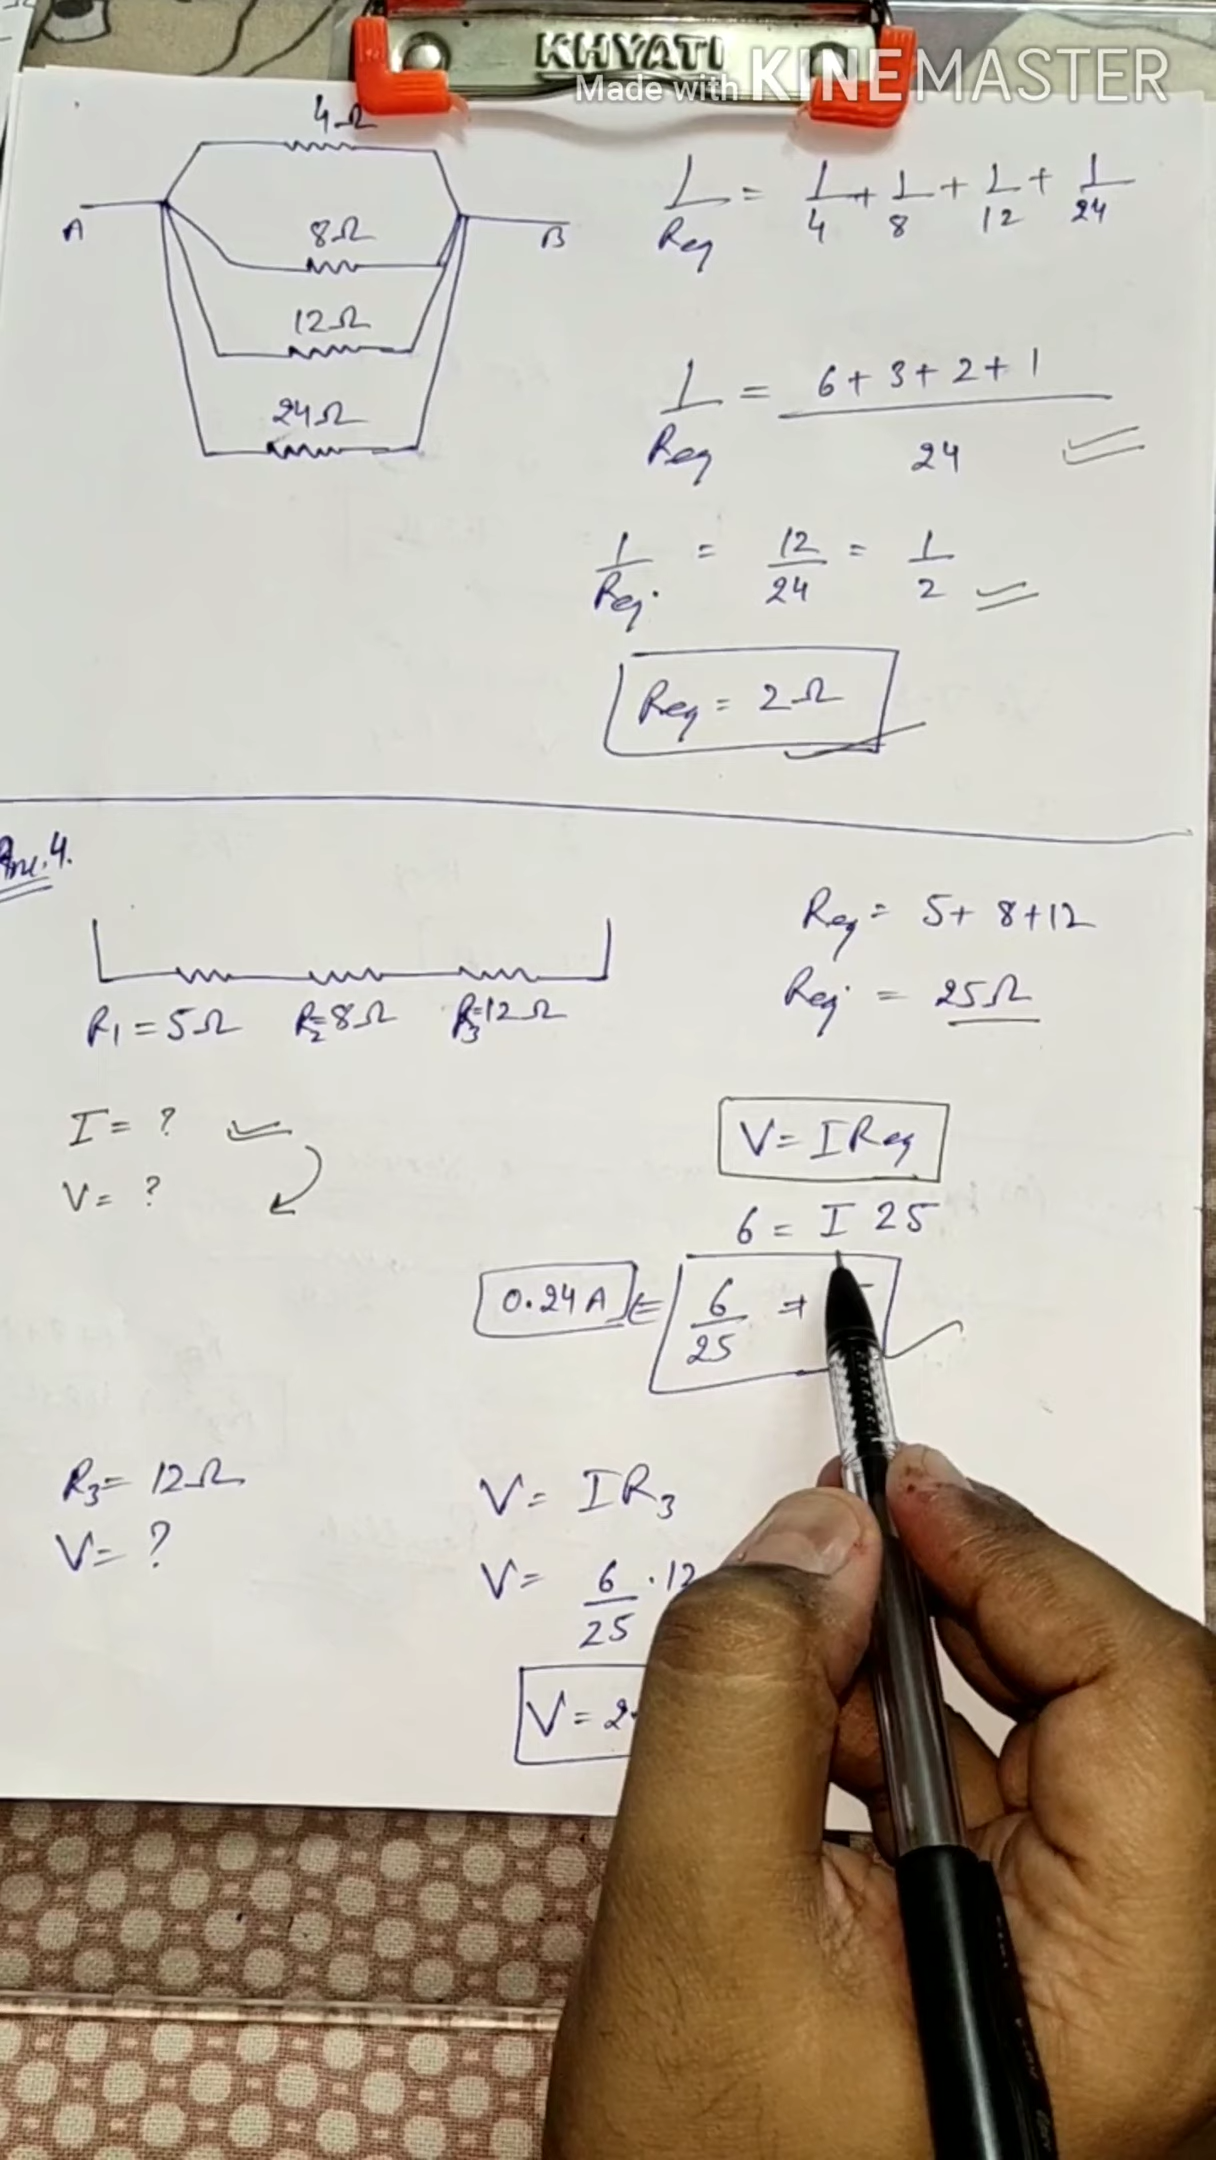 KHYATI
Made with KINEMASTER
4Ω
A
8Ω
B
12Ω
24Ω
1/Req = 1/4 + 1/8 + 1/12 + 1/24
1/Req = 6+3+2+1/24
1/Req. = 12/24 = 1/2
Req = 2Ω
4.
R1=5Ω R2=8Ω R3=12Ω
Req = 5+ 8+12
Req = 25Ω
I= ?
V= ?
V= IReq
6 = I 25
0.24A ⇐ 6/25 ⇒
R3= 12Ω
V= ?
V= IR3
V= 6/25 .12
V= 2.